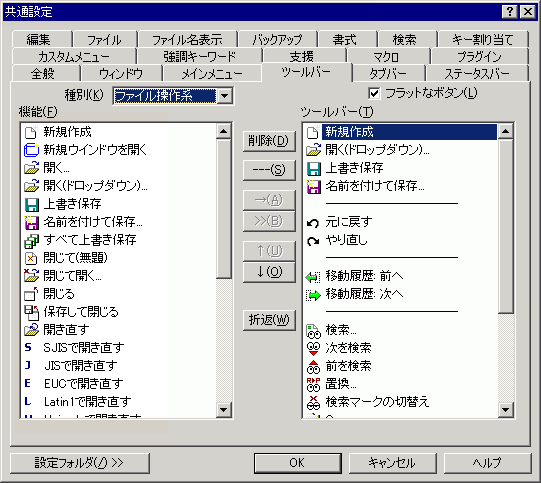 共通設定
編集 ファイル ファイル名表示 バックアップ 書式 検索 キー割り当て
カスタムメニュー 強調キーワード 支援 マクロ プラグイン
全般 ウィンドウ メインメニュー ツールバー タブバー ステータスバー
種別(K) ファイル操作系 フラットなボタン(L)
機能(F)
新規作成
新規ウインドウを開く
開く...
開く(ドロップダウン)...
上書き保存
名前を付けて保存...
すべて上書き保存
閉じて(無題)
閉じて開く...
閉じる
保存して閉じる
開き直す
S SJISで開き直す
J JISで開き直す
E EUCで開き直す
L Latin1で開き直す
削除(D)
---(S)
→(A)
>>(B)
↑(U)
↓(O)
折返(W)
ツールバー(T)
新規作成
開く(ドロップダウン)...
上書き保存
名前を付けて保存...
元に戻す
やり直し
移動履歴: 前へ
移動履歴: 次へ
検索...
次を検索
前を検索
置換...
検索マークの切替え
設定フォルダ(/) >>
OK キャンセル ヘルプ